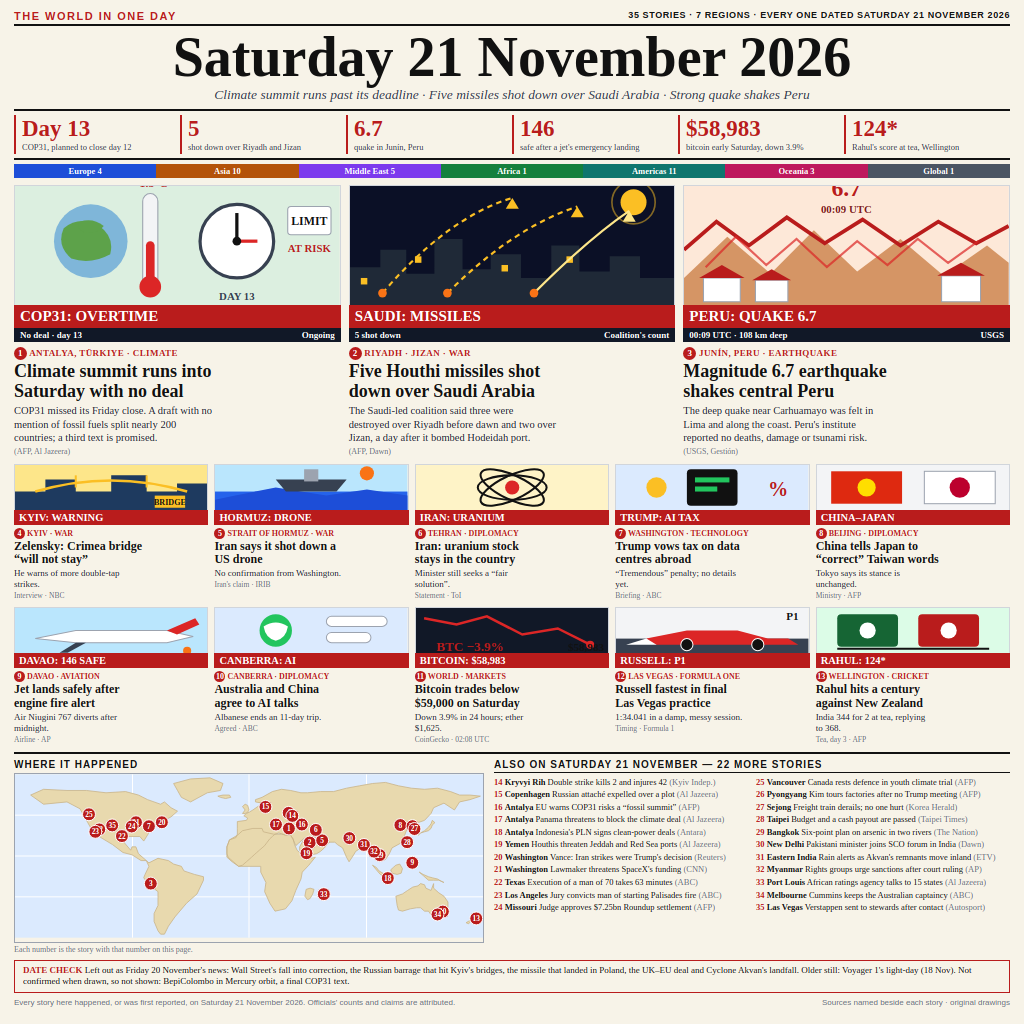 THE WORLD IN ONE DAY
35 STORIES · 7 REGIONS · EVERY ONE DATED SATURDAY 21 NOVEMBER 2026
Saturday 21 November 2026
Climate summit runs past its deadline · Five missiles shot down over Saudi Arabia · Strong quake shakes Peru
Day 13
COP31, planned to close day 12
5
shot down over Riyadh and Jizan
6.7
quake in Junín, Peru
146
safe after a jet's emergency landing
$58,983
bitcoin early Saturday, down 3.9%
124*
Rahul's score at tea, Wellington
Europe 4
Asia 10
Middle East 5
Africa 1
Americas 11
Oceania 3
Global 1
LIMIT
AT RISK
DAY 13
COP31: OVERTIME
No deal · day 13
Ongoing
SAUDI: MISSILES
5 shot down
Coalition's count
6.7
00:09 UTC
PERU: QUAKE 6.7
00:09 UTC · 108 km deep
USGS
1 ANTALYA, TÜRKIYE · CLIMATE
Climate summit runs into
Saturday with no deal
COP31 missed its Friday close. A draft with no
mention of fossil fuels split nearly 200
countries; a third text is promised.
(AFP, Al Jazeera)
2 RIYADH · JIZAN · WAR
Five Houthi missiles shot
down over Saudi Arabia
The Saudi-led coalition said three were
destroyed over Riyadh before dawn and two over
Jizan, a day after it bombed Hodeidah port.
(AFP, Dawn)
3 JUNÍN, PERU · EARTHQUAKE
Magnitude 6.7 earthquake
shakes central Peru
The deep quake near Carhuamayo was felt in
Lima and along the coast. Peru's institute
reported no deaths, damage or tsunami risk.
(USGS, Gestión)
BRIDGE
KYIV: WARNING
4 KYIV · WAR
Zelensky: Crimea bridge
“will not stay”
He warns of more double-tap
strikes.
Interview · NBC
HORMUZ: DRONE
5 STRAIT OF HORMUZ · WAR
Iran says it shot down a
US drone
No confirmation from Washington.
Iran's claim · IRIB
IRAN: URANIUM
6 TEHRAN · DIPLOMACY
Iran: uranium stock
stays in the country
Minister still seeks a “fair
solution”.
Statement · ToI
%
TRUMP: AI TAX
7 WASHINGTON · TECHNOLOGY
Trump vows tax on data
centres abroad
“Tremendous” penalty; no details
yet.
Briefing · ABC
CHINA–JAPAN
8 BEIJING · DIPLOMACY
China tells Japan to
“correct” Taiwan words
Tokyo says its stance is
unchanged.
Ministry · AFP
DAVAO: 146 SAFE
9 DAVAO · AVIATION
Jet lands safely after
engine fire alert
Air Niugini 767 diverts after
midnight.
Airline · AP
CANBERRA: AI
10 CANBERRA · DIPLOMACY
Australia and China
agree to AI talks
Albanese ends an 11-day trip.
Agreed · ABC
BTC −3.9%
BITCOIN: $58,983
11 WORLD · MARKETS
Bitcoin trades below
$59,000 on Saturday
Down 3.9% in 24 hours; ether
$1,625.
CoinGecko · 02:08 UTC
P1
RUSSELL: P1
12 LAS VEGAS · FORMULA ONE
Russell fastest in final
Las Vegas practice
1:34.041 in a damp, messy session.
Timing · Formula 1
RAHUL: 124*
13 WELLINGTON · CRICKET
Rahul hits a century
against New Zealand
India 344 for 2 at tea, replying
to 368.
Tea, day 3 · AFP
WHERE IT HAPPENED
25
23
35
24
7
20
22
3
15
14
17
1
16
6
2
5
19
30
31
32
8
27
28
9
18
33
34
13
Each number is the story with that number on this page.
ALSO ON SATURDAY 21 NOVEMBER — 22 MORE STORIES
14 Kryvyi Rih Double strike kills 2 and injures 42 (Kyiv Indep.)
15 Copenhagen Russian attaché expelled over a plot (Al Jazeera)
16 Antalya EU warns COP31 risks a “fossil summit” (AFP)
17 Antalya Panama threatens to block the climate deal (Al Jazeera)
18 Antalya Indonesia's PLN signs clean-power deals (Antara)
19 Yemen Houthis threaten Jeddah and Red Sea ports (Al Jazeera)
20 Washington Vance: Iran strikes were Trump's decision (Reuters)
21 Washington Lawmaker threatens SpaceX's funding (CNN)
22 Texas Execution of a man of 70 takes 63 minutes (ABC)
23 Los Angeles Jury convicts man of starting Palisades fire (ABC)
24 Missouri Judge approves $7.25bn Roundup settlement (AFP)
25 Vancouver Canada rests defence in youth climate trial (AFP)
26 Pyongyang Kim tours factories after no Trump meeting (AFP)
27 Sejong Freight train derails; no one hurt (Korea Herald)
28 Taipei Budget and a cash payout are passed (Taipei Times)
29 Bangkok Six-point plan on arsenic in two rivers (The Nation)
30 New Delhi Pakistani minister joins SCO forum in India (Dawn)
31 Eastern India Rain alerts as Akvan's remnants move inland (ETV)
32 Myanmar Rights groups urge sanctions after court ruling (AP)
33 Port Louis African ratings agency talks to 15 states (Al Jazeera)
34 Melbourne Cummins keeps the Australian captaincy (ABC)
35 Las Vegas Verstappen sent to stewards after contact (Autosport)
DATE CHECK Left out as Friday 20 November's news: Wall Street's fall into correction, the Russian barrage that hit Kyiv's bridges, the missile that landed in Poland, the UK–EU deal and Cyclone Akvan's landfall. Older still: Voyager 1's light-day (18 Nov). Not
confirmed when drawn, so not shown: BepiColombo in Mercury orbit, a final COP31 text.
Every story here happened, or was first reported, on Saturday 21 November 2026. Officials' counts and claims are attributed.
Sources named beside each story · original drawings